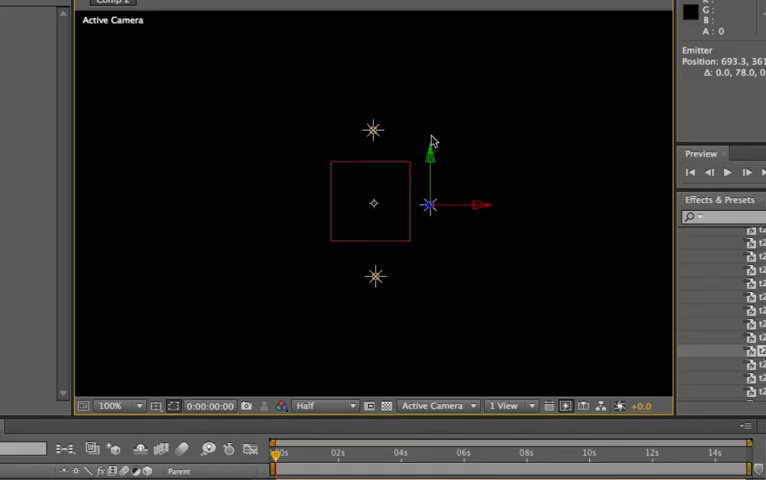 Comp 2
Active Camera
G:
B:
A: 0
Emitter
Position: 693.3, 361
Δ: 0.0, 78.0, 0
Preview ×
Effects & Presets
100%
0:00:00:00
Half
Active Camera
1 View
+0.0
02s
04s
06s
08s
10s
12s
14s
fx
Parent